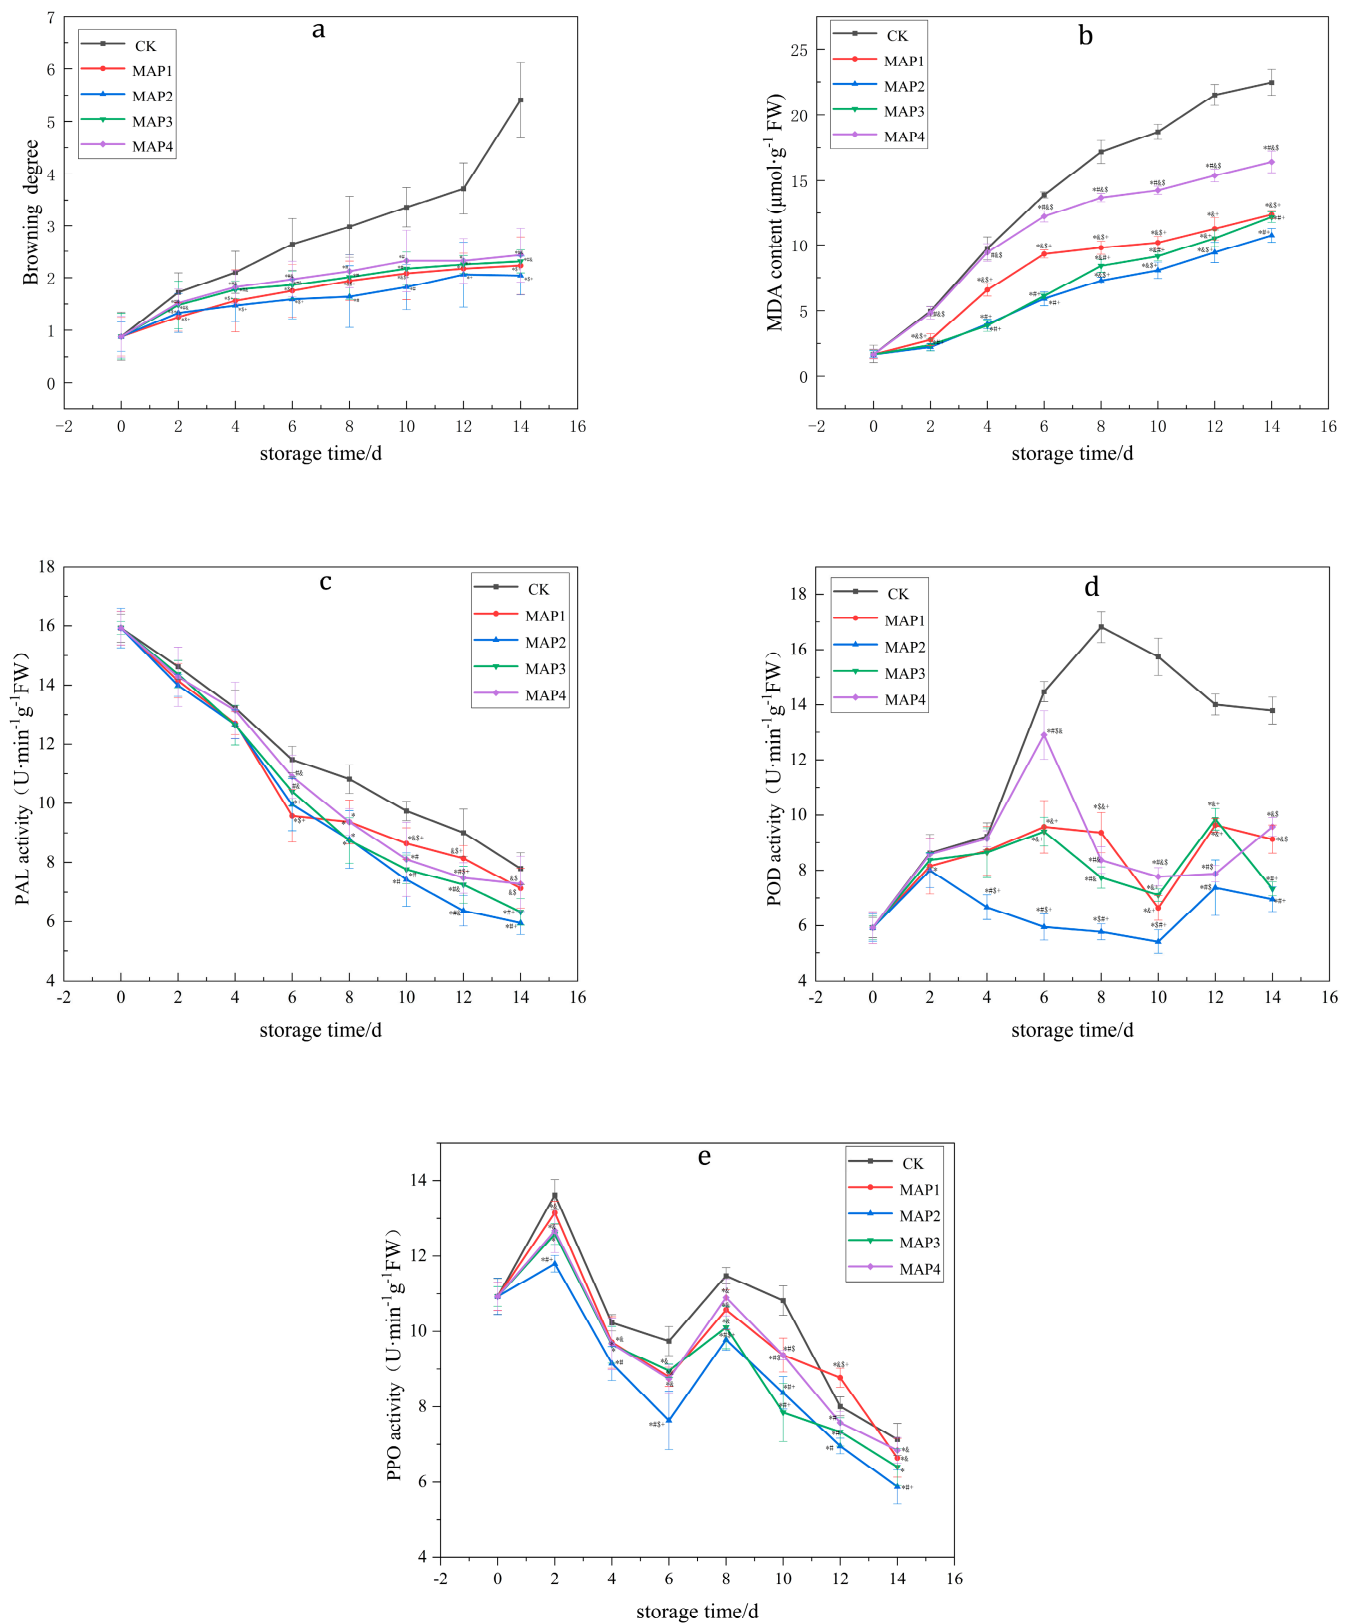 a
CK
MAP1
MAP2
MAP3
MAP4
7
6
5
4
3
2
1
0
Browning degree
-2 0 2 4 6 8 10 12 14 16
storage time/d
b
CK
MAP1
MAP2
MAP3
MAP4
25
20
15
10
5
0
MDA content (μmol·g⁻¹ FW)
-2 0 2 4 6 8 10 12 14 16
storage time/d
c
CK
MAP1
MAP2
MAP3
MAP4
18
16
14
12
10
8
6
4
PAL activity（U·min⁻¹g⁻¹FW）
-2 0 2 4 6 8 10 12 14 16
storage time/d
d
CK
MAP1
MAP2
MAP3
MAP4
18
16
14
12
10
8
6
4
POD activity（U·min⁻¹g⁻¹FW）
-2 0 2 4 6 8 10 12 14 16
storage time/d
e
CK
MAP1
MAP2
MAP3
MAP4
14
12
10
8
6
4
PPO activity（U·min⁻¹g⁻¹FW）
-2 0 2 4 6 8 10 12 14 16
storage time/d